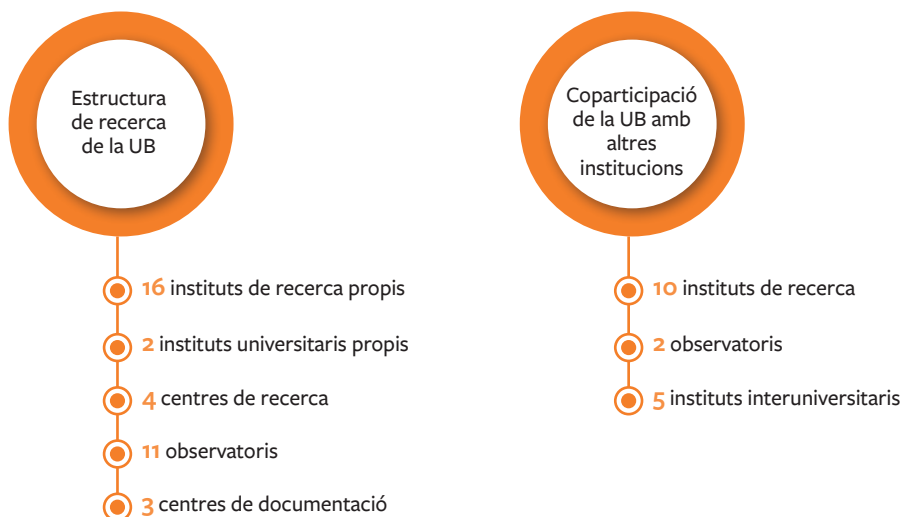 Estructura
de recerca
de la UB
16 instituts de recerca propis
2 instituts universitaris propis
4 centres de recerca
11 observatoris
3 centres de documentació
Coparticipació
de la UB amb
altres
institucions
10 instituts de recerca
2 observatoris
5 instituts interuniversitaris